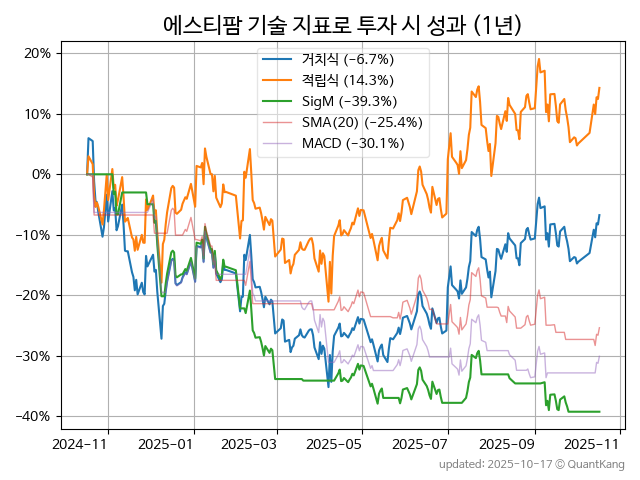 에스티팜 기술 지표로 투자 시 성과 (1년)
거치식 (−6.7%)
적립식 (14.3%)
SigM (−39.3%)
SMA(20) (−25.4%)
MACD (−30.1%)
20%
10%
0%
−10%
−20%
−30%
−40%
2024-11
2025-01
2025-03
2025-05
2025-07
2025-09
2025-11
updated: 2025-10-17 © QuantKang